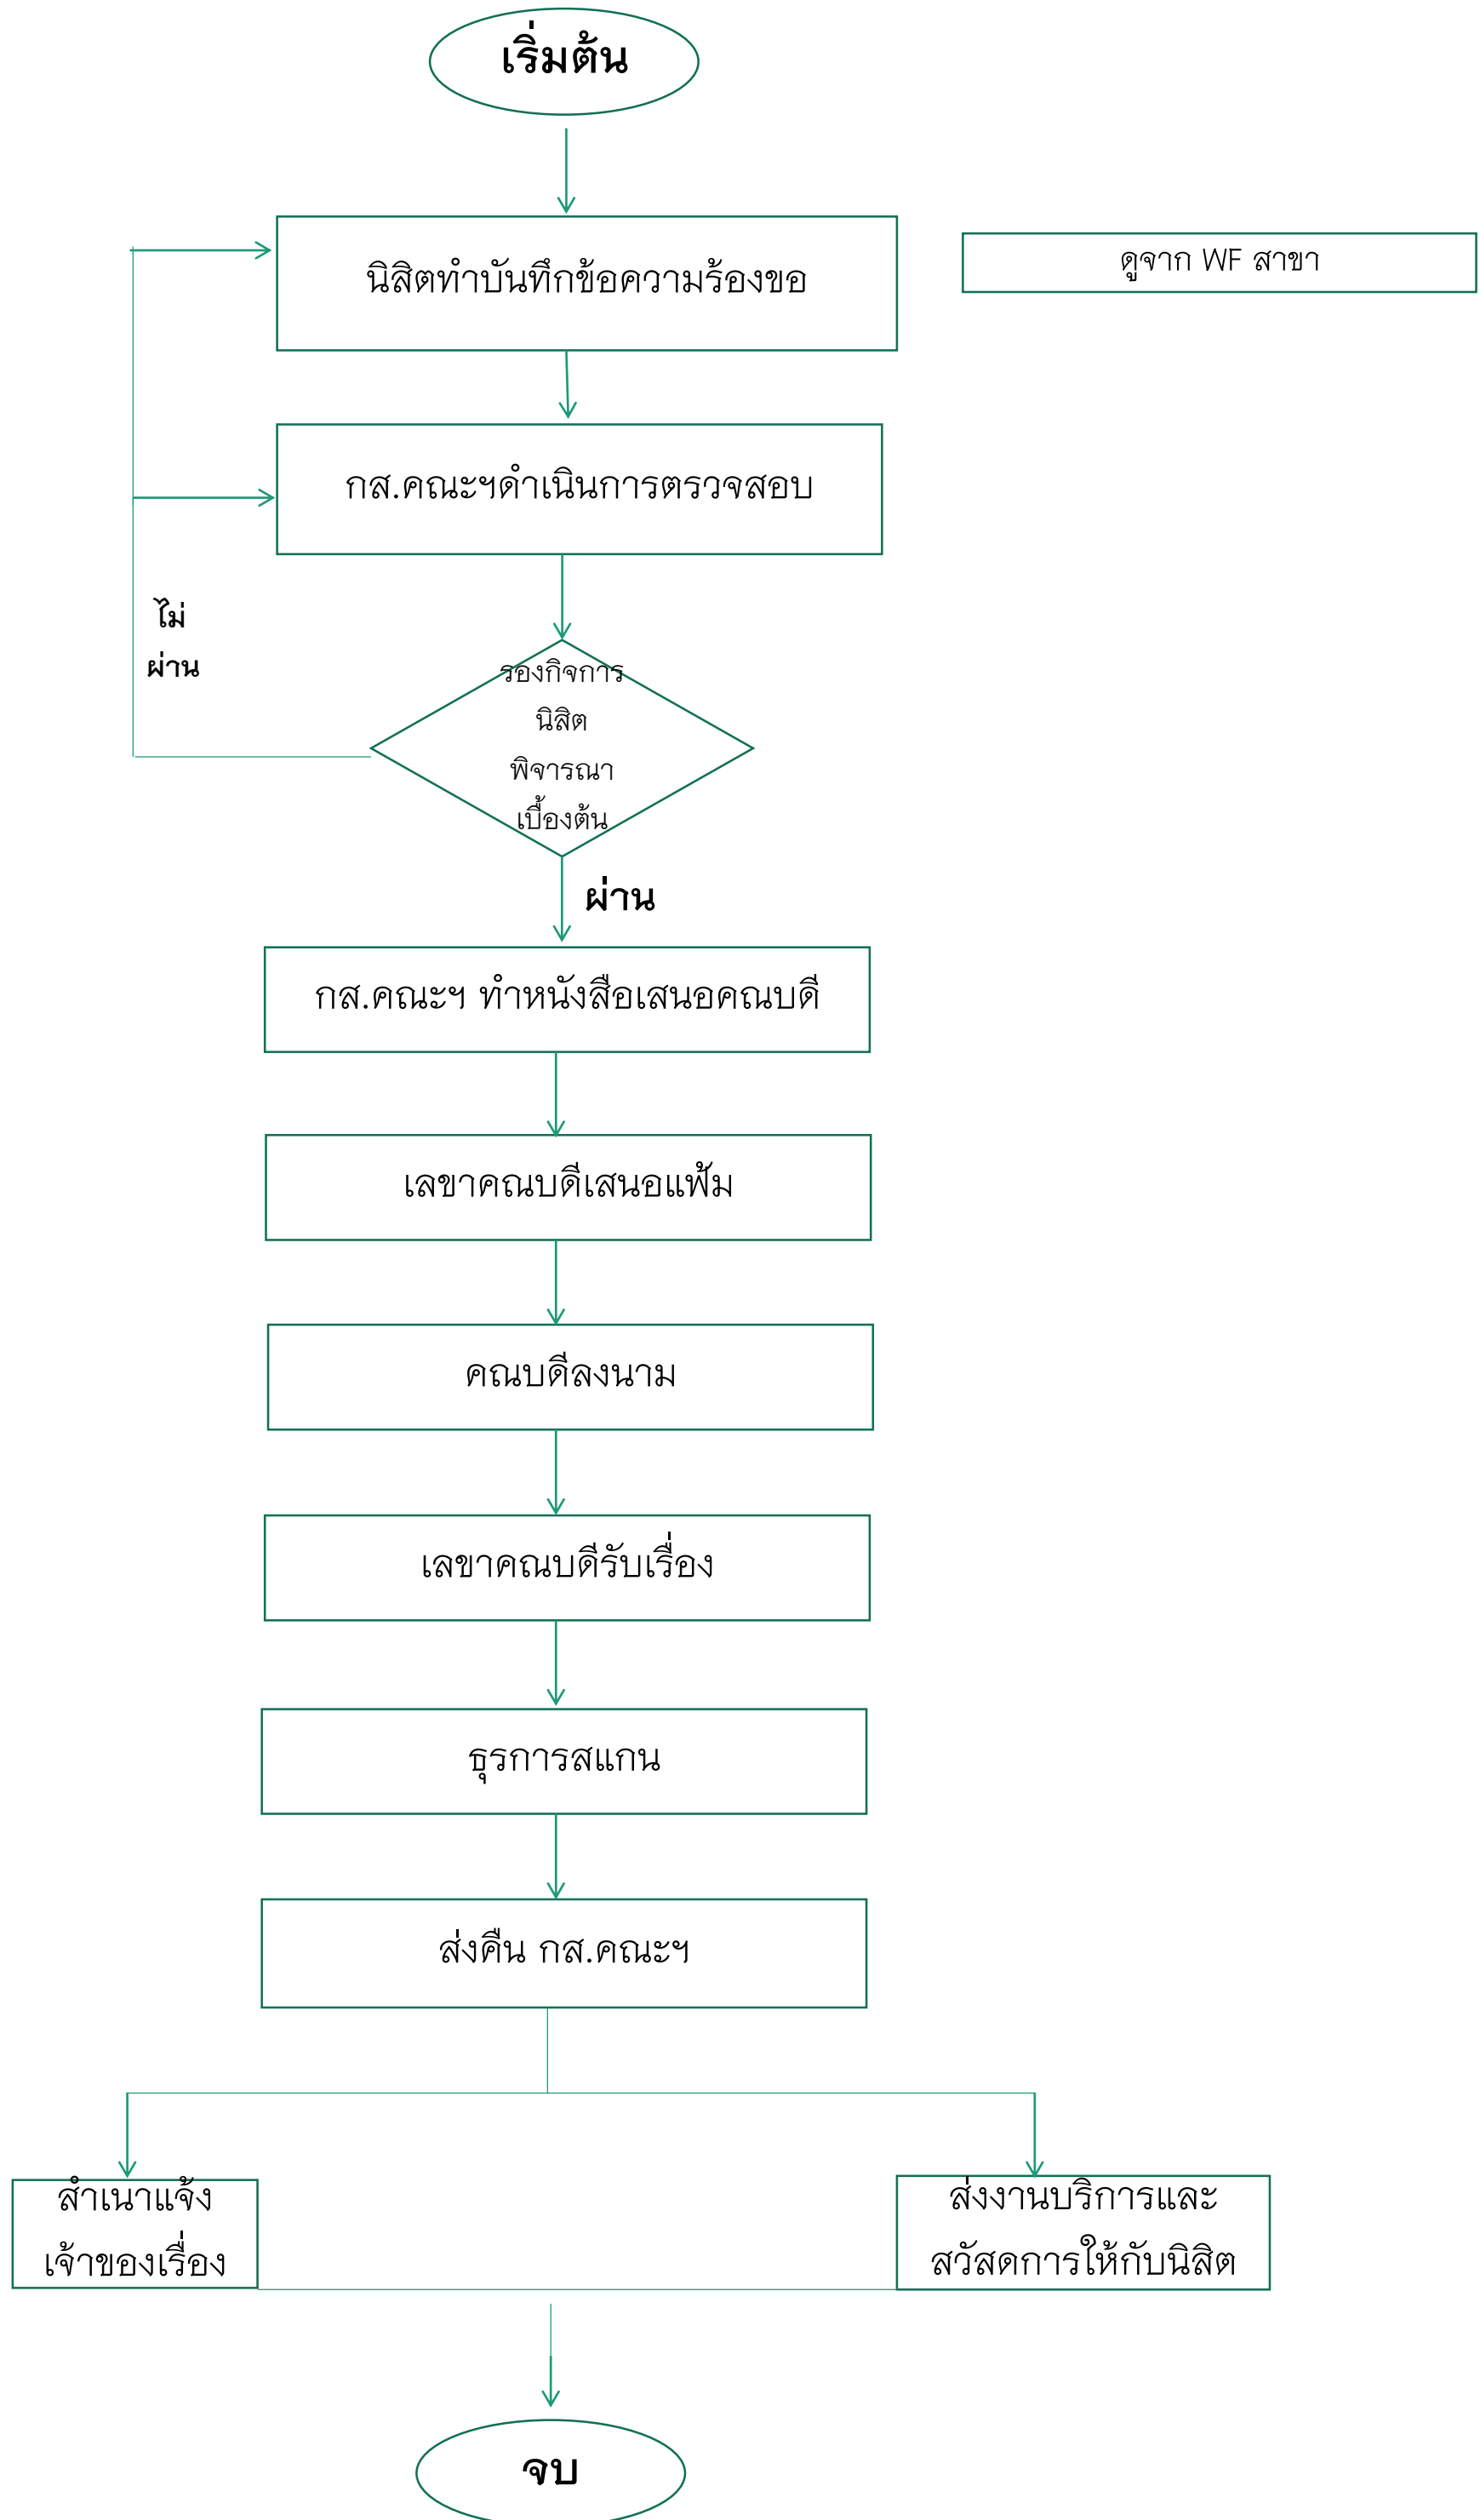 เริ่มต้น
นิสิตทำบันทึกข้อความร้องขอ
ดูจาก WF สาขา
กส.คณะฯดำเนินการตรวจสอบ
ไม่
ผ่าน
รองกิจการ
นิสิต
พิจารณา
เบื้องต้น
ผ่าน
กส.คณะฯ ทำหนังสือเสนอคณบดี
เลขาคณบดีเสนอแฟ้ม
คณบดีลงนาม
เลขาคณบดีรับเรื่อง
ธุรการสแกน
ส่งคืน กส.คณะฯ
สำเนาแจ้ง
เจ้าของเรื่อง
ส่งงานบริการและ
สวัสดการให้กับนิสิต
จบ